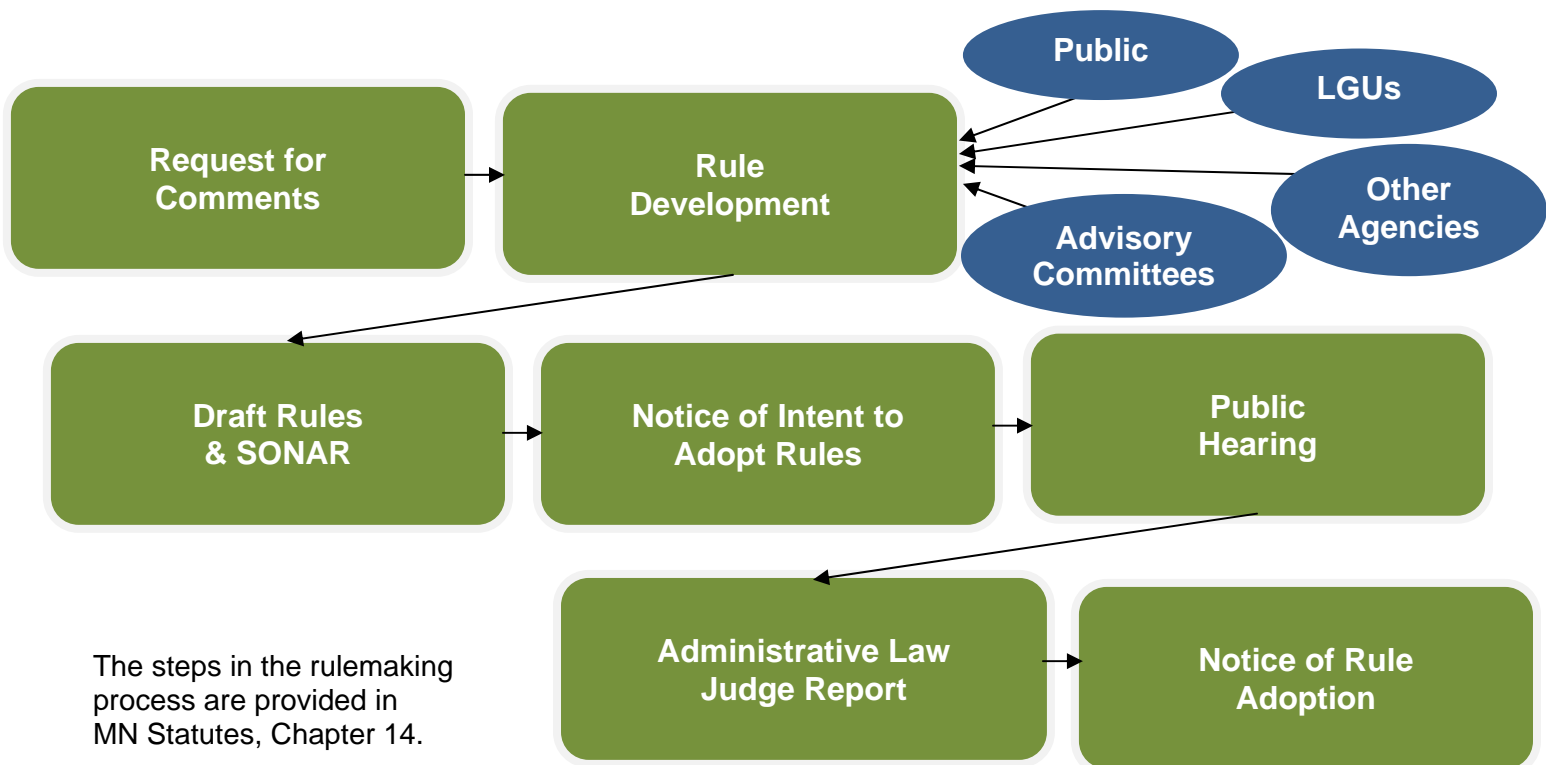 Request for
Comments
Rule
Development
Public
LGUs
Other
Agencies
Advisory
Committees
Draft Rules
& SONAR
Notice of Intent to
Adopt Rules
Public
Hearing
Administrative Law
Judge Report
Notice of Rule
Adoption
The steps in the rulemaking
process are provided in
MN Statutes, Chapter 14.